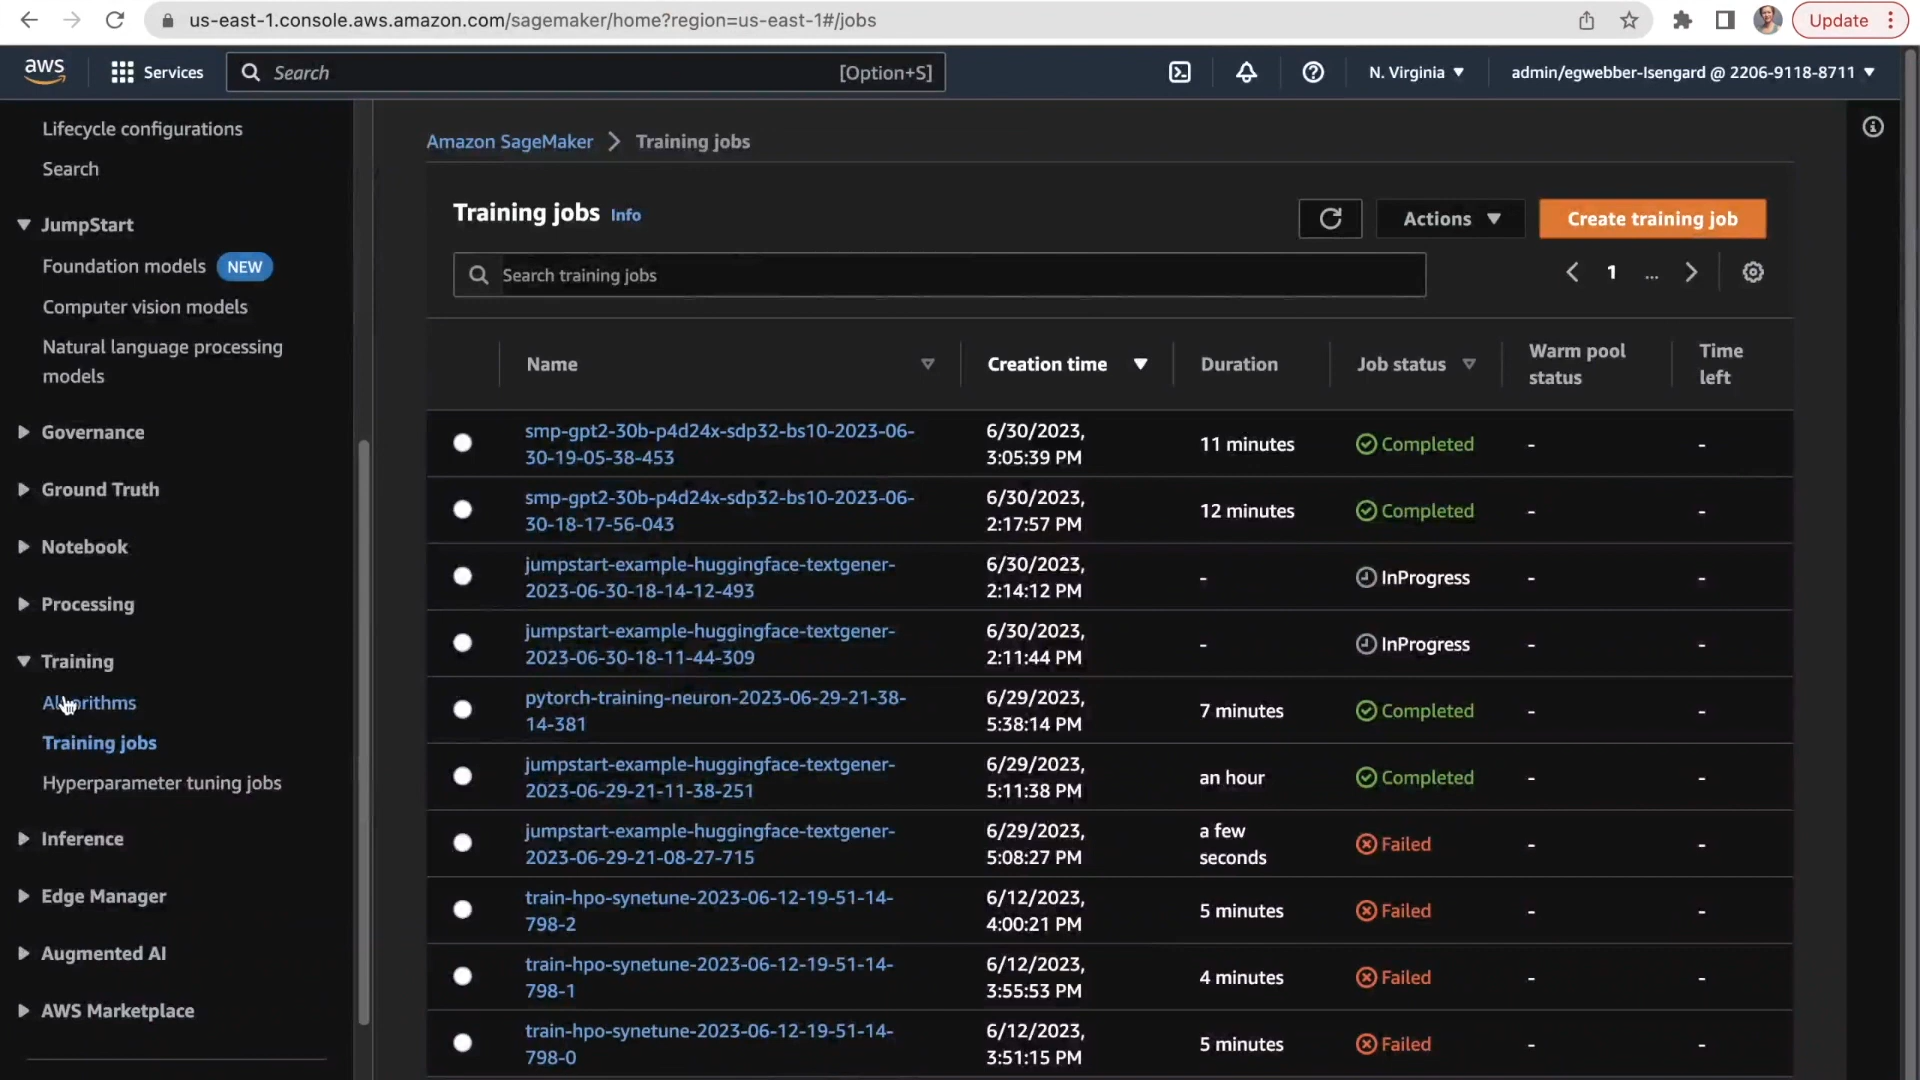 us-east-1.console.aws.amazon.com/sagemaker/home?region=us-east-1#/jobs
Update
aws
Services
Search
[Option+S]
N. Virginia
admin/egwebber-Isengard @ 2206-9118-8711
Lifecycle configurations
Search
JumpStart
Foundation models NEW
Computer vision models
Natural language processing
models
Governance
Ground Truth
Notebook
Processing
Training
Algorithms
Training jobs
Hyperparameter tuning jobs
Inference
Edge Manager
Augmented AI
AWS Marketplace
Amazon SageMaker > Training jobs
Training jobs Info
Actions
Create training job
Search training jobs
1 ...
Name
Creation time
Duration
Job status
Warm pool
status
Time
left
smp-gpt2-30b-p4d24x-sdp32-bs10-2023-06-
30-19-05-38-453
6/30/2023,
3:05:39 PM
11 minutes
Completed
-
-
smp-gpt2-30b-p4d24x-sdp32-bs10-2023-06-
30-18-17-56-043
6/30/2023,
2:17:57 PM
12 minutes
Completed
-
-
jumpstart-example-huggingface-textgener-
2023-06-30-18-14-12-493
6/30/2023,
2:14:12 PM
-
InProgress
-
-
jumpstart-example-huggingface-textgener-
2023-06-30-18-11-44-309
6/30/2023,
2:11:44 PM
-
InProgress
-
-
pytorch-training-neuron-2023-06-29-21-38-
14-381
6/29/2023,
5:38:14 PM
7 minutes
Completed
-
-
jumpstart-example-huggingface-textgener-
2023-06-29-21-11-38-251
6/29/2023,
5:11:38 PM
an hour
Completed
-
-
jumpstart-example-huggingface-textgener-
2023-06-29-21-08-27-715
6/29/2023,
5:08:27 PM
a few
seconds
Failed
-
-
train-hpo-synetune-2023-06-12-19-51-14-
798-2
6/12/2023,
4:00:21 PM
5 minutes
Failed
-
-
train-hpo-synetune-2023-06-12-19-51-14-
798-1
6/12/2023,
3:55:53 PM
4 minutes
Failed
-
-
train-hpo-synetune-2023-06-12-19-51-14-
798-0
6/12/2023,
3:51:15 PM
5 minutes
Failed
-
-